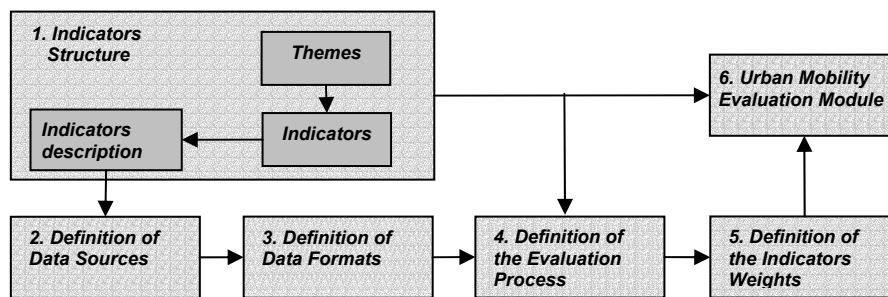 1. Indicators
Structure
Themes
Indicators
Indicators
description
6. Urban Mobility
Evaluation Module
2. Definition of
Data Sources
3. Definition of
Data Formats
4. Definition of
the Evaluation
Process
5. Definition of
the Indicators
Weights